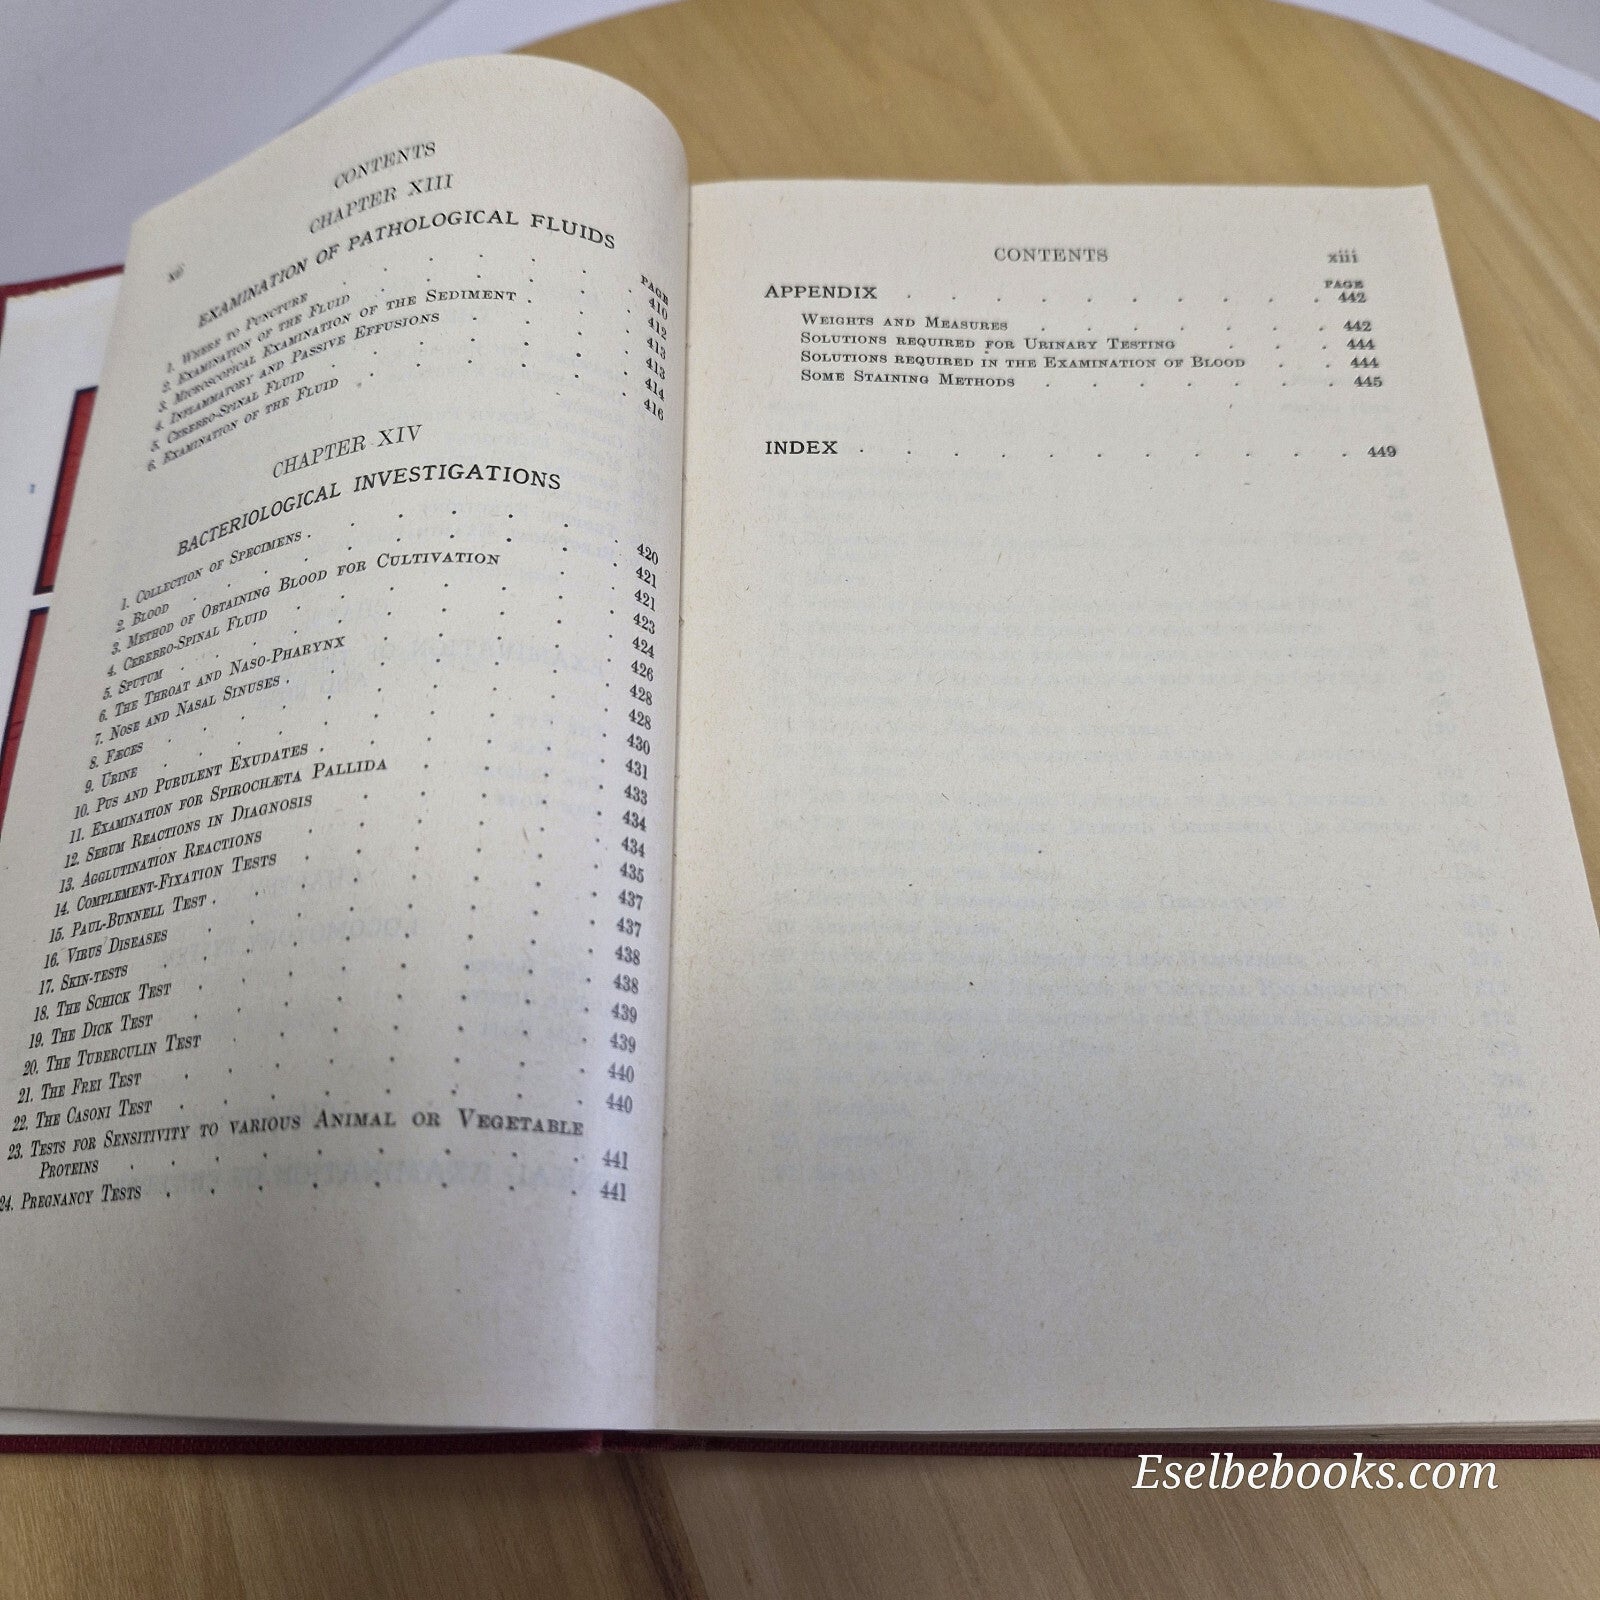 xii
CONTENTS
CHAPTER XIII
EXAMINATION OF PATHOLOGICAL FLUIDS
PAGE
1. WHERE TO PUNCTURE . . . . . 410
2. EXAMINATION OF THE FLUID . . . . . 412
3. MICROSCOPICAL EXAMINATION OF THE SEDIMENT . . 413
4. INFLAMMATORY AND PASSIVE EFFUSIONS . . . 413
5. CEREBRO-SPINAL FLUID . . . . . 414
6. EXAMINATION OF THE FLUID . . . . . 416
CHAPTER XIV
BACTERIOLOGICAL INVESTIGATIONS
1. COLLECTION OF SPECIMENS . . . . . . 420
2. BLOOD . . . . . . . . 421
3. METHOD OF OBTAINING BLOOD FOR CULTIVATION . . 421
4. CEREBRO-SPINAL FLUID . . . . . . 423
5. SPUTUM . . . . . . . . 424
6. THE THROAT AND NASO-PHARYNX . . . . . 426
7. NOSE AND NASAL SINUSES . . . . . . 428
8. FÆCES . . . . . . . . 428
9. URINE . . . . . . . . 430
10. PUS AND PURULENT EXUDATES . . . . . 431
11. EXAMINATION FOR SPIROCHÆTA PALLIDA . . . . 433
12. SERUM REACTIONS IN DIAGNOSIS . . . . . 434
13. AGGLUTINATION REACTIONS . . . . . . 434
14. COMPLEMENT-FIXATION TESTS . . . . . . 435
15. PAUL-BUNNELL TEST . . . . . . . 437
16. VIRUS DISEASES . . . . . . . . 437
17. SKIN-TESTS . . . . . . . . 438
18. THE SCHICK TEST . . . . . . . . 438
19. THE DICK TEST . . . . . . . . 439
20. THE TUBERCULIN TEST . . . . . . . 439
21. THE FREI TEST . . . . . . . . 440
22. THE CASONI TEST . . . . . . . . 440
23. TESTS FOR SENSITIVITY TO VARIOUS ANIMAL OR VEGETABLE
PROTEINS . . . . . . . . . 441
24. PREGNANCY TESTS . . . . . . . . 441
CONTENTS xiii
PAGE
APPENDIX . . . . . . . . . . 442
WEIGHTS AND MEASURES . . . . . . . 442
SOLUTIONS REQUIRED FOR URINARY TESTING . . . 444
SOLUTIONS REQUIRED IN THE EXAMINATION OF BLOOD . . 444
SOME STAINING METHODS . . . . . . . 445
INDEX . . . . . . . . . . . 449
Eselbebooks.com